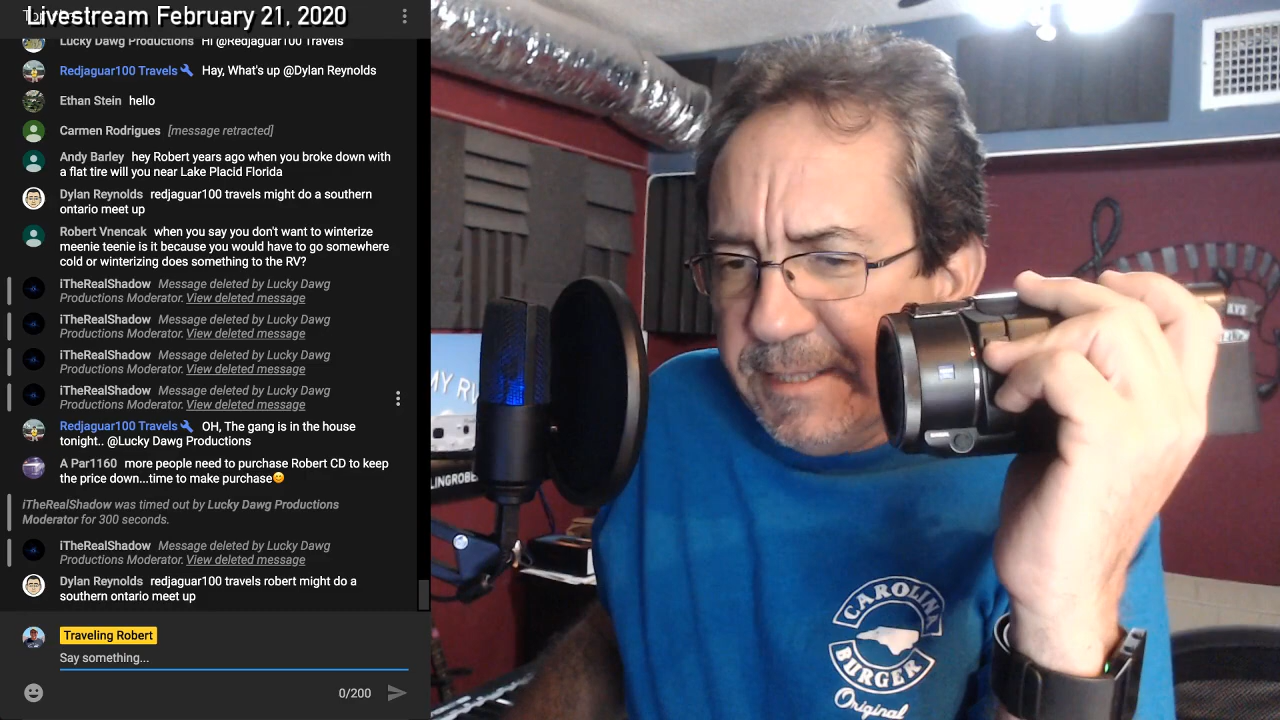 Livestream February 21, 2020
Lucky Dawg Productions Hi @Redjaguar100 Travels
Redjaguar100 Travels Hay, What's up @Dylan Reynolds
Ethan Stein hello
Carmen Rodrigues [message retracted]
Andy Barley hey Robert years ago when you broke down with
a flat tire will you near Lake Placid Florida
Dylan Reynolds redjaguar100 travels might do a southern
ontario meet up
Robert Vnencak when you say you don't want to winterize
meenie teenie is it because you would have to go somewhere
cold or winterizing does something to the RV?
iTheRealShadow Message deleted by Lucky Dawg
Productions Moderator. View deleted message
iTheRealShadow Message deleted by Lucky Dawg
Productions Moderator. View deleted message
iTheRealShadow Message deleted by Lucky Dawg
Productions Moderator. View deleted message
iTheRealShadow Message deleted by Lucky Dawg
Productions Moderator. View deleted message
Redjaguar100 Travels OH, The gang is in the house
tonight.. @Lucky Dawg Productions
A Par1160 more people need to purchase Robert CD to keep
the price down...time to make purchase😊
iTheRealShadow was timed out by Lucky Dawg Productions
Moderator for 300 seconds.
iTheRealShadow Message deleted by Lucky Dawg
Productions Moderator. View deleted message
Dylan Reynolds redjaguar100 travels robert might do a
southern ontario meet up
Traveling Robert
Say something...
0/200
MY RV
LINGROBE
CAROLINA
BURGER
Original